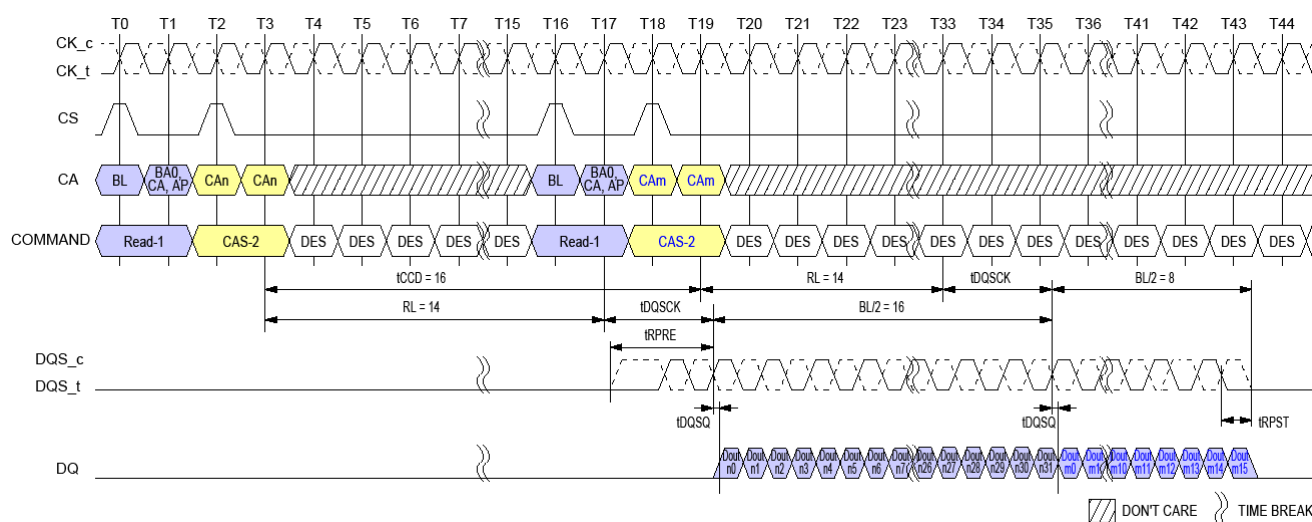 T0 T1 T2 T3 T4 T5 T6 T7 T15 T16 T17 T18 T19 T20 T21 T22 T23 T33 T34 T35 T36 T41 T42 T43 T44
CK_c
CK_t
CS
CA BL BA0, CA, AP CAn CAn BL BA0, CA, AP CAm CAm
COMMAND Read-1 CAS-2 DES DES DES DES DES Read-1 CAS-2 DES DES DES DES DES DES DES DES DES DES DES DES
tCCD = 16 RL = 14 tDQSCK BL/2 = 8
RL = 14 tDQSCK BL/2 = 16
tRPRE
DQS_c
DQS_t
tDQSQ tDQSQ tRPST
DQ Dout n0 Dout n1 Dout n2 Dout n3 Dout n4 Dout n5 Dout n6 Dout n7 Dout n26 Dout n27 Dout n28 Dout n29 Dout n30 Dout n31 Dout m0 Dout m1 Dout m10 Dout m11 Dout m12 Dout m13 Dout m14 Dout m15
DON'T CARE TIME BREAK